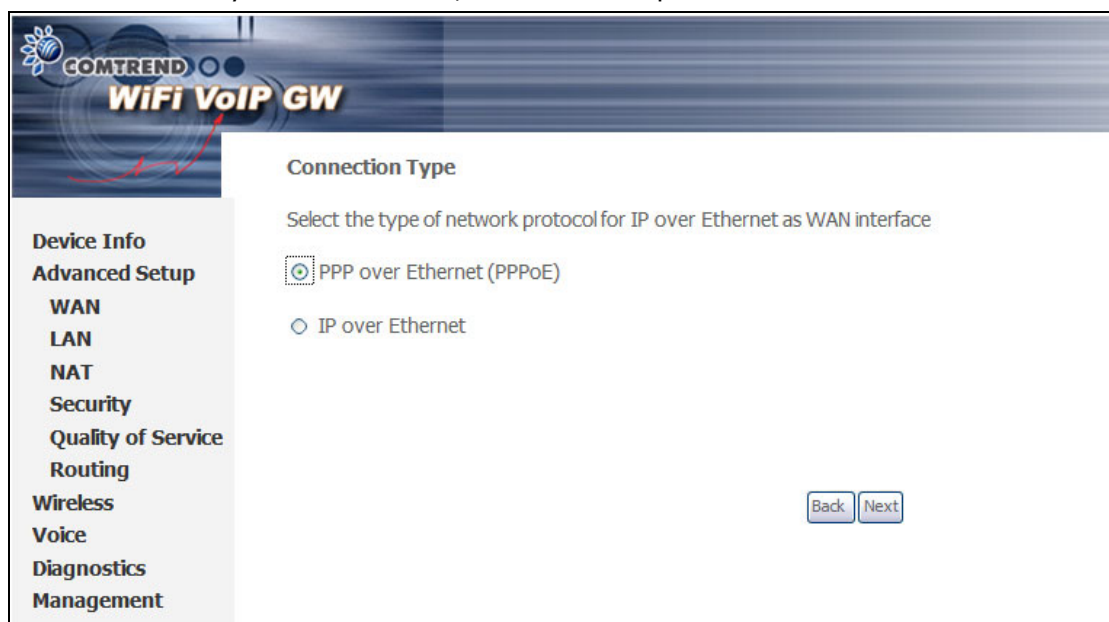 COMTREND
WiFi VoIP GW
Connection Type
Select the type of network protocol for IP over Ethernet as WAN interface
PPP over Ethernet (PPPoE)
IP over Ethernet
Device Info
Advanced Setup
WAN
LAN
NAT
Security
Quality of Service
Routing
Wireless
Voice
Diagnostics
Management
Back Next